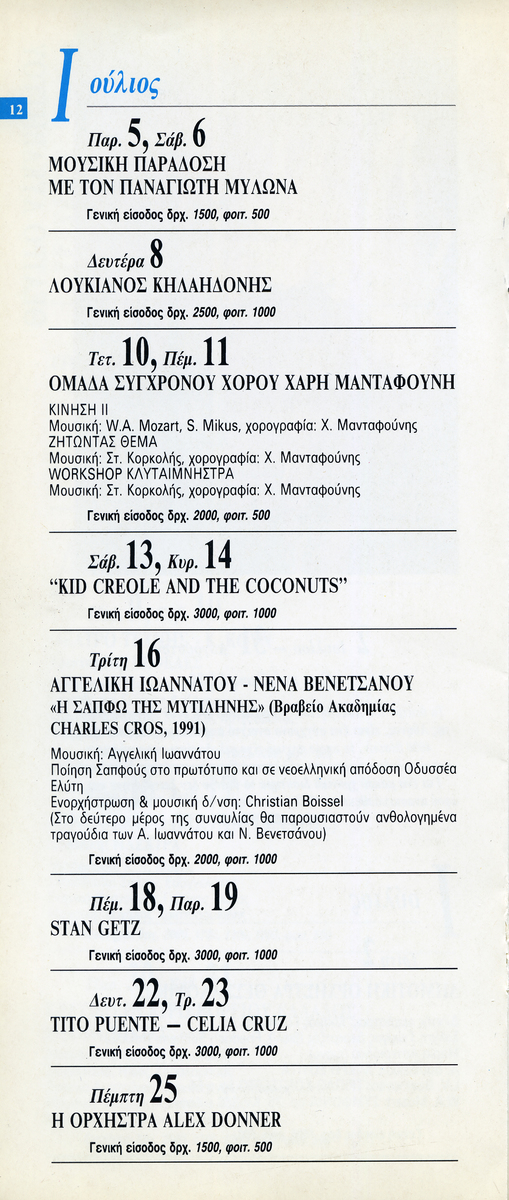 12
Ιούλιος
Παρ. 5, Σάβ. 6
ΜΟΥΣΙΚΗ ΠΑΡΑΔΟΣΗ
ΜΕ ΤΟΝ ΠΑΝΑΓΙΩΤΗ ΜΥΛΩΝΑ
Γενική είσοδος δρχ. 1500, φοιτ. 500
Δευτέρα 8
ΛΟΥΚΙΑΝΟΣ ΚΗΛΑΗΔΟΝΗΣ
Γενική είσοδος δρχ. 2500, φοιτ. 1000
Τετ. 10, Πέμ. 11
ΟΜΑΔΑ ΣΥΓΧΡΟΝΟΥ ΧΟΡΟΥ ΧΑΡΗ ΜΑΝΤΑΦΟΥΝΗ
ΚΙΝΗΣΗ ΙΙ
Μουσική: W.A. Mozart, S. Mikus, χορογραφία: Χ. Μανταφούνης
ΖΗΤΩΝΤΑΣ ΘΕΜΑ
Μουσική: Στ. Κορκολής, χορογραφία: Χ. Μανταφούνης
WORKSHOP ΚΛΥΤΑΙΜΝΗΣΤΡΑ
Μουσική: Στ. Κορκολής, χορογραφία: Χ. Μανταφούνης
Γενική είσοδος δρχ. 2000, φοιτ. 500
Σάβ. 13, Κυρ. 14
“KID CREOLE AND THE COCONUTS”
Γενική είσοδος δρχ. 3000, φοιτ. 1000
Τρίτη 16
ΑΓΓΕΛΙΚΗ ΙΩΑΝΝΑΤΟΥ - ΝΕΝΑ ΒΕΝΕΤΣΑΝΟΥ
«Η ΣΑΠΦΩ ΤΗΣ ΜΥΤΙΛΗΝΗΣ» (Βραβείο Ακαδημίας
CHARLES CROS, 1991)
Μουσική: Αγγελική Ιωαννάτου
Ποίηση Σαπφούς στο πρωτότυπο και σε νεοελληνική απόδοση Οδυσσέα
Ελύτη
Ενορχήστρωση & μουσική δ/νση: Christian Boissel
(Στο δεύτερο μέρος της συναυλίας θα παρουσιαστούν ανθολογημένα
τραγούδια των Α. Ιωαννάτου και Ν. Βενετσάνου)
Γενική είσοδος δρχ. 2000, φοιτ. 1000
Πέμ. 18, Παρ. 19
STAN GETZ
Γενική είσοδος δρχ. 3000, φοιτ. 1000
Δευτ. 22, Τρ. 23
TITO PUENTE – CELIA CRUZ
Γενική είσοδος δρχ. 3000, φοιτ. 1000
Πέμπτη 25
Η ΟΡΧΗΣΤΡΑ ALEX DONNER
Γενική είσοδος δρχ. 1500, φοιτ. 500